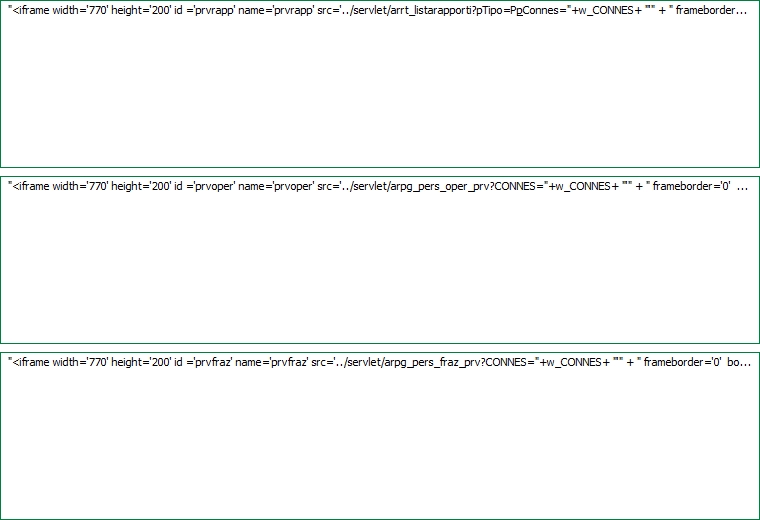 "<iframe width='770' height='200' id ='prvrapp' name='prvrapp' src='../servlet/arrt_listarapporti?pTipo=PpConnes="+w_CONNES+ "'" + " frameborder...
"<iframe width='770' height='200' id ='prvoper' name='prvoper' src='../servlet/arpg_pers_oper_prv?CONNES="+w_CONNES+ "'" + " frameborder='0'  ...
"<iframe width='770' height='200' id ='prvfraz' name='prvfraz' src='../servlet/arpg_pers_fraz_prv?CONNES="+w_CONNES+ "'" + " frameborder='0'  bo...